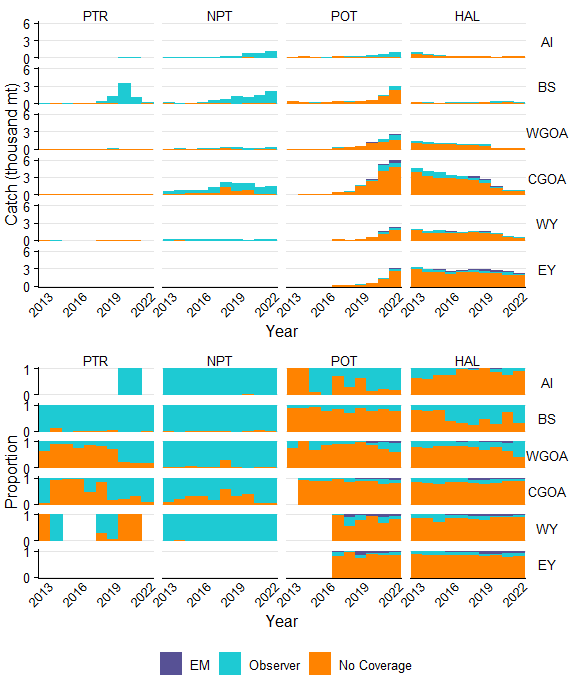 PTR NPT POT HAL
Catch (thousand mt)
6 3 0 AI
6 3 0 BS
6 3 0 WGOA
6 3 0 CGOA
6 3 0 WY
6 3 0 EY
2013 2016 2019 2022 2013 2016 2019 2022 2013 2016 2019 2022 2013 2016 2019 2022
Year
PTR NPT POT HAL
Proportion
1 0 AI
1 0 BS
1 0 WGOA
1 0 CGOA
1 0 WY
1 0 EY
2013 2016 2019 2022 2013 2016 2019 2022 2013 2016 2019 2022 2013 2016 2019 2022
Year
EM Observer No Coverage